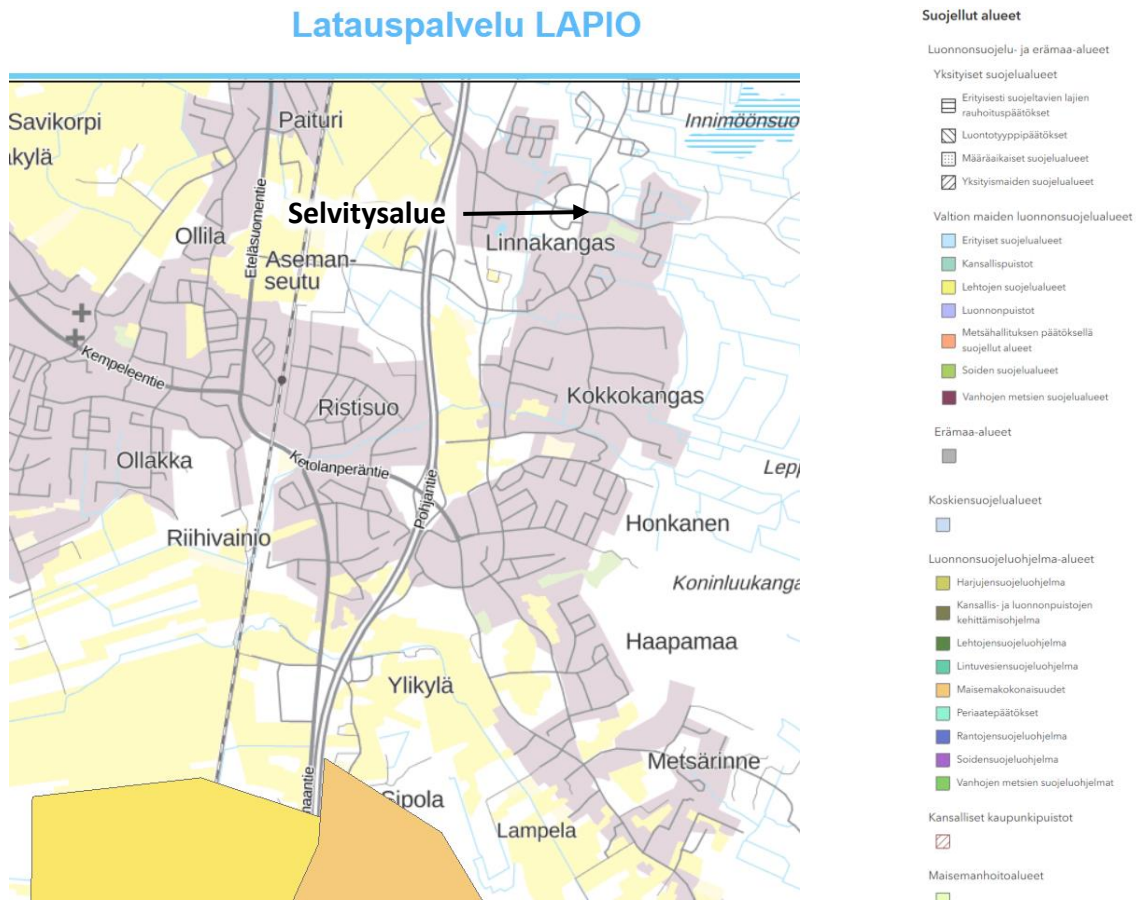 Latauspalvelu LAPIO
Savikorpi
kylä
Paituri
Innimöönsuo
Eteläsuomentie
Selvitysalue
Ollila
Linnakangas
Aseman-
seutu
Kempeleentie
Ristisuo
Kokkokangas
Ollakka
Ketolanperäntie
Lepp
Pohjantie
Riihivainio
Honkanen
Koninluukanga
Haapamaa
Ylikylä
Metsärinne
maantie
Sipola
Lampela
Suojellut alueet
Luonnonsuojelu- ja erämaa-alueet
Yksityiset suojelualueet
Erityisesti suojeltavien lajien
rauhoituspäätökset
Luontotyyppipäätökset
Määräaikaiset suojelualueet
Yksityismaiden suojelualueet
Valtion maiden luonnonsuojelualueet
Erityiset suojelualueet
Kansallispuistot
Lehtojen suojelualueet
Luonnonpuistot
Metsähallituksen päätöksellä
suojellut alueet
Soiden suojelualueet
Vanhojen metsien suojelualueet
Erämaa-alueet
Koskiensuojelualueet
Luonnonsuojeluohjelma-alueet
Harjujensuojeluohjelma
Kansallis- ja luonnonpuistojen
kehittämisohjelma
Lehtojensuojeluohjelma
Lintuvesiensuojeluohjelma
Maisemakokonaisuudet
Periaatepäätökset
Rantojensuojeluohjelma
Soidensuojeluohjelma
Vanhojen metsien suojeluohjelmat
Kansalliset kaupunkipuistot
Maisemanhoitoalueet